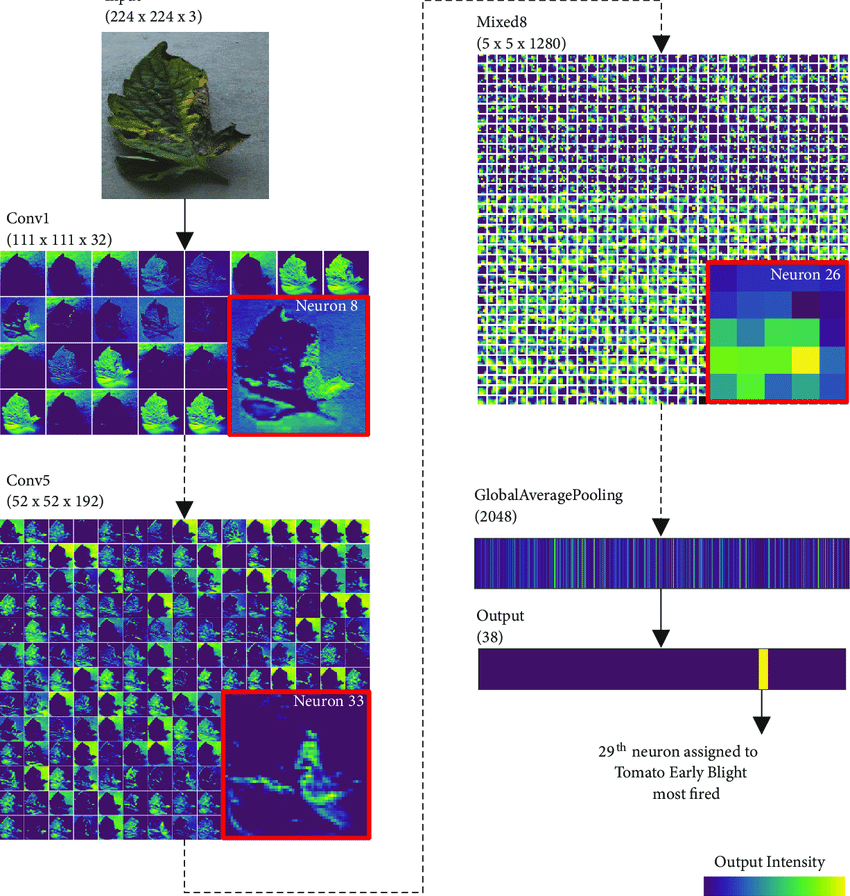 Input
(224 x 224 x 3)
Conv1
(111 x 111 x 32)
Neuron 8
Conv5
(52 x 52 x 192)
Neuron 33
Mixed8
(5 x 5 x 1280)
Neuron 26
GlobalAveragePooling
(2048)
Output
(38)
29th neuron assigned to
Tomato Early Blight
most fired
Output Intensity